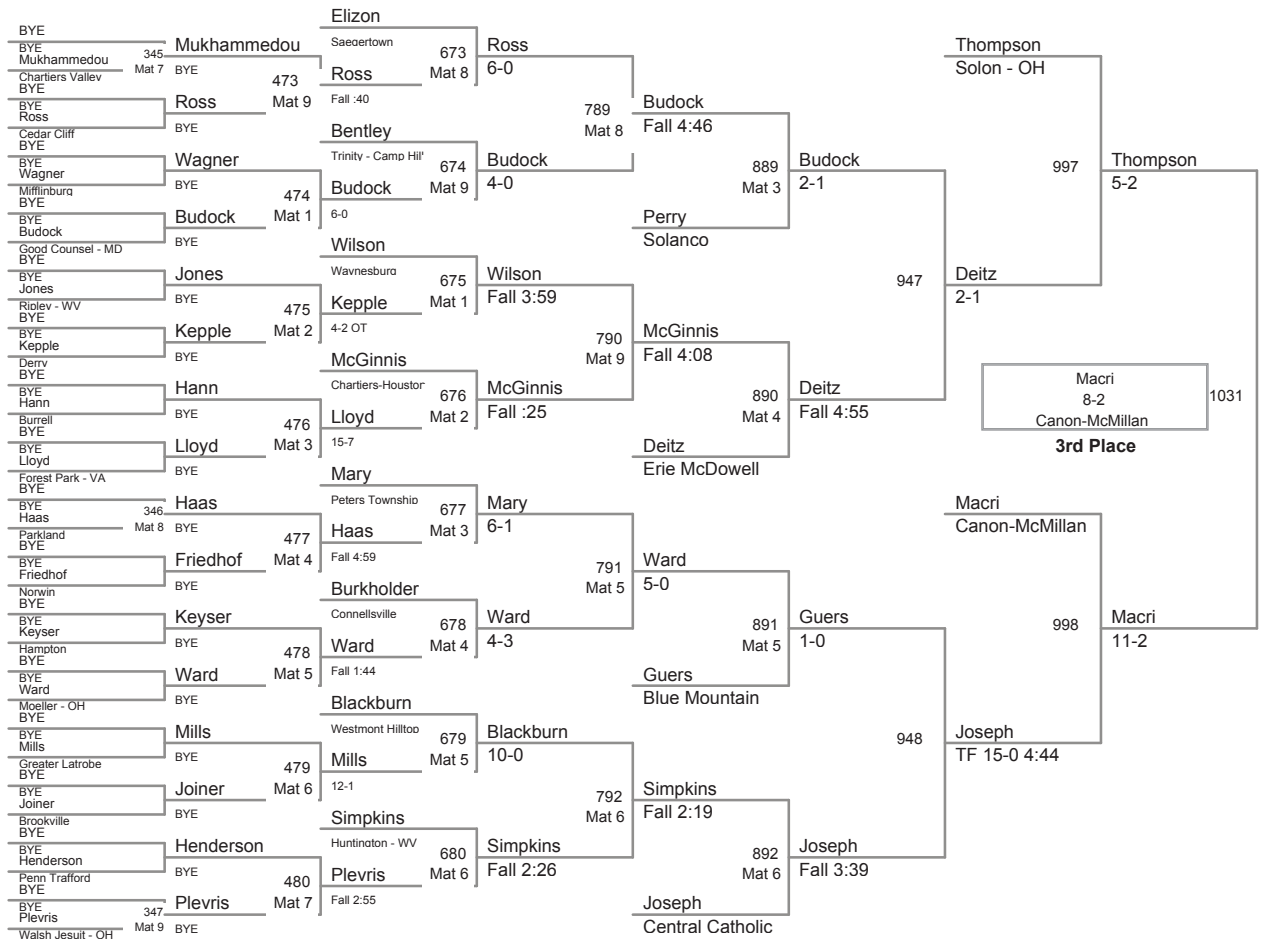 BYE
BYE
Mukhammedou
Chartiers Valley
BYE
BYE
Ross
Cedar Cliff
BYE
BYE
Wagner
Mifflinburg
BYE
BYE
Budock
Good Counsel - MD
BYE
BYE
Jones
Ripley - WV
BYE
BYE
Kepple
Derry
BYE
BYE
Hann
Burrell
BYE
BYE
Lloyd
Forest Park - VA
BYE
BYE
Haas
Parkland
BYE
BYE
Friedhof
Norwin
BYE
BYE
Keyser
Hampton
BYE
BYE
Ward
Moeller - OH
BYE
BYE
Mills
Greater Latrobe
BYE
BYE
Joiner
Brookville
BYE
BYE
Henderson
Penn Trafford
BYE
BYE
Plevris
Walsh Jesuit - OH
345
Mat 7
346
Mat 8
347
Mat 9
Mukhammedou
BYE
Ross
BYE
Wagner
BYE
Budock
BYE
Jones
BYE
Kepple
BYE
Hann
BYE
Lloyd
BYE
Haas
BYE
Friedhof
BYE
Keyser
BYE
Ward
BYE
Mills
BYE
Joiner
BYE
Henderson
BYE
Plevris
BYE
473
Mat 9
474
Mat 1
475
Mat 2
476
Mat 3
477
Mat 4
478
Mat 5
479
Mat 6
480
Mat 7
Elizon
Saegertown
Ross
Fall :40
Bentley
Trinity - Camp Hill
Budock
6-0
Wilson
Waynesburg
Kepple
4-2 OT
McGinnis
Chartiers-Houston
Lloyd
15-7
Mary
Peters Township
Haas
Fall 4:59
Burkholder
Connellsville
Ward
Fall 1:44
Blackburn
Westmont Hilltop
Mills
12-1
Simpkins
Huntington - WV
Plevris
Fall 2:55
673
Mat 8
674
Mat 9
675
Mat 1
676
Mat 2
677
Mat 3
678
Mat 4
679
Mat 5
680
Mat 6
Ross
6-0
Budock
4-0
Wilson
Fall 3:59
McGinnis
Fall :25
Mary
6-1
Ward
4-3
Blackburn
10-0
Simpkins
Fall 2:26
789
Mat 8
790
Mat 9
791
Mat 5
792
Mat 6
Budock
Fall 4:46
Perry
Solanco
McGinnis
Fall 4:08
Deitz
Erie McDowell
Ward
5-0
Guers
Blue Mountain
Simpkins
Fall 2:19
Joseph
Central Catholic
889
Mat 3
890
Mat 4
891
Mat 5
892
Mat 6
Budock
2-1
Deitz
Fall 4:55
Guers
1-0
Joseph
Fall 3:39
947
948
Thompson
Solon - OH
Deitz
2-1
Macri
Canon-McMillan
Joseph
TF 15-0 4:44
997
998
Thompson
5-2
Macri
11-2
Macri
8-2
Canon-McMillan
1031
3rd Place